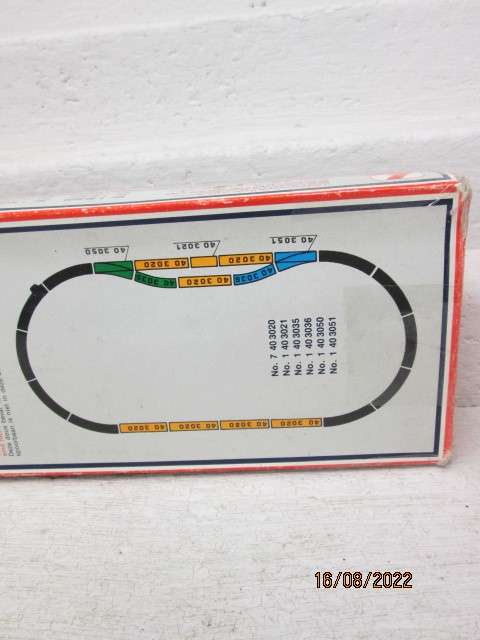 40 3050
40 3021
40 3051
40 3020
40 3020
40 3035
40 3020
40 3036
No. 7 40 3020
No. 1 40 3021
No. 1 40 3035
No. 1 40 3036
No. 1 40 3050
No. 1 40 3051
40 3020
40 3020
40 3020
40 3020
16/08/2022